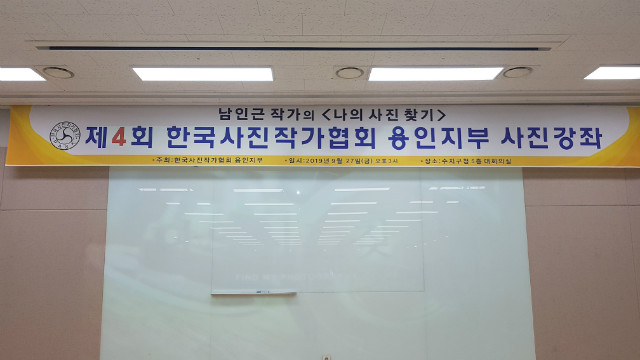 남인근 작가의 <나의 사진 찾기>
제4회 한국사진작가협회 용인지부 사진강좌
•주최:한국사진작가협회 용인지부 •일시:2019년 9월 27일(금) 오후3시 •장소:수지구청 5층 대회의실